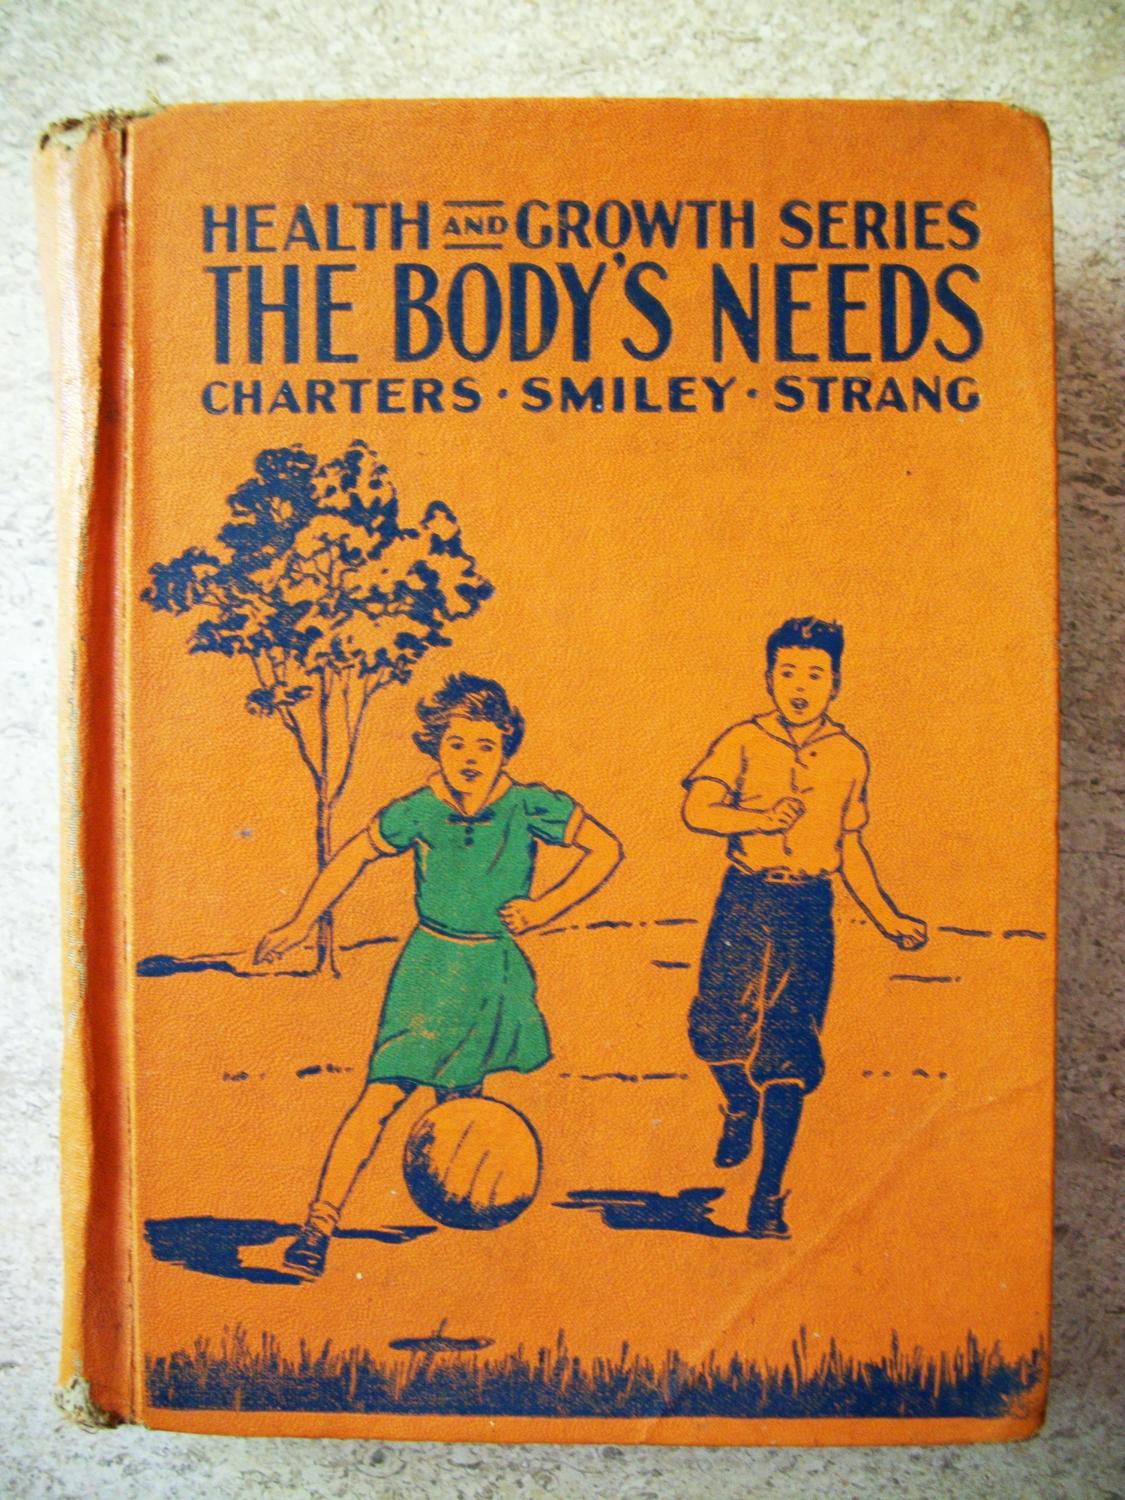 HEALTH AND GROWTH SERIES
THE BODY'S NEEDS
CHARTERS · SMILEY · STRANG